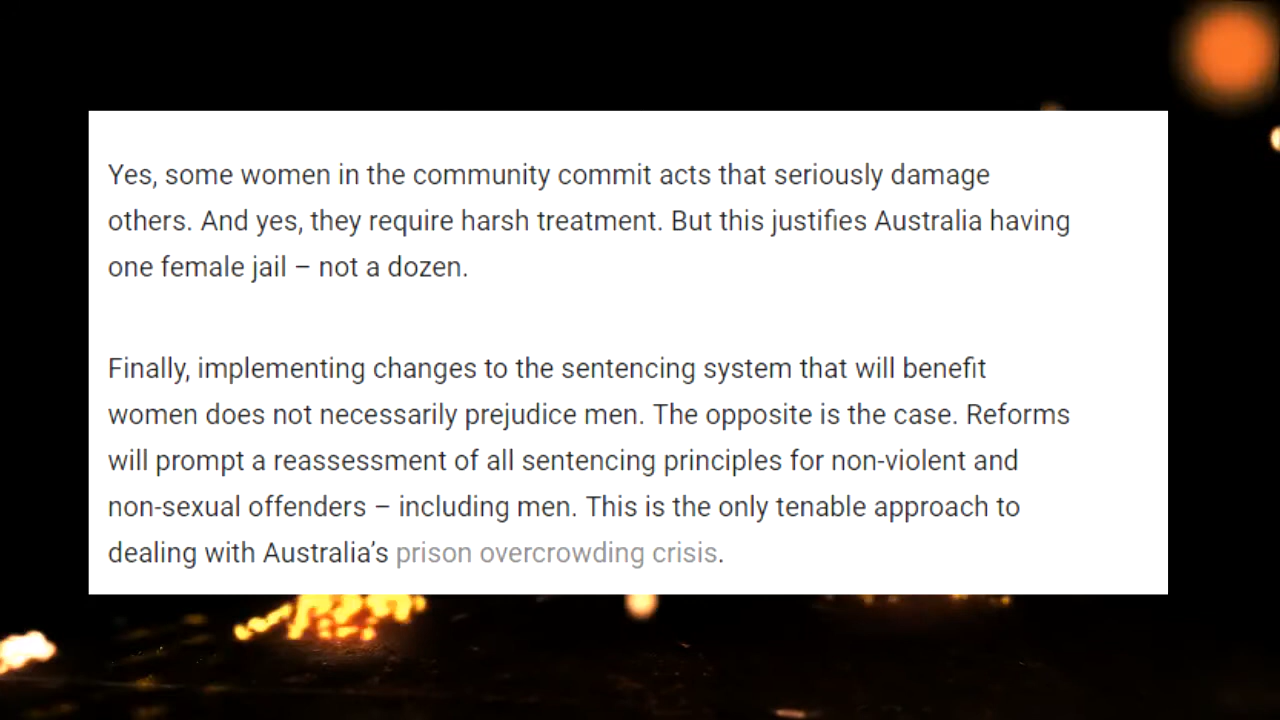 Yes, some women in the community commit acts that seriously damage
others. And yes, they require harsh treatment. But this justifies Australia having
one female jail – not a dozen.
Finally, implementing changes to the sentencing system that will benefit
women does not necessarily prejudice men. The opposite is the case. Reforms
will prompt a reassessment of all sentencing principles for non-violent and
non-sexual offenders – including men. This is the only tenable approach to
dealing with Australia’s prison overcrowding crisis.